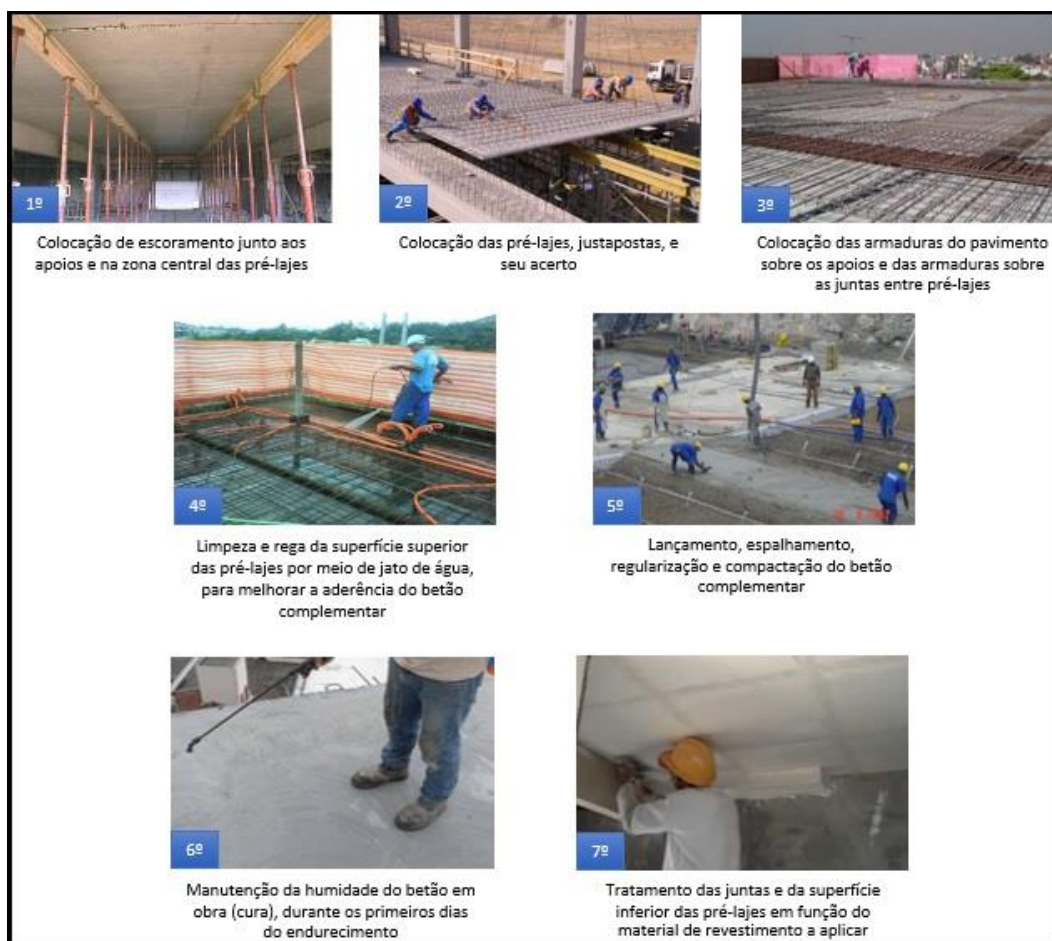 1º
Colocação de escoramento junto aos
apoios e na zona central das pré-lajes
2º
Colocação das pré-lajes, justapostas, e
seu acerto
3º
Colocação das armaduras do pavimento
sobre os apoios e das armaduras sobre
as juntas entre pré-lajes
4º
Limpeza e rega da superfície superior
das pré-lajes por meio de jato de água,
para melhorar a aderência do betão
complementar
5º
Lançamento, espalhamento,
regularização e compactação do betão
complementar
6º
Manutenção da humidade do betão em
obra (cura), durante os primeiros dias
do endurecimento
7º
Tratamento das juntas e da superfície
inferior das pré-lajes em função do
material de revestimento a aplicar